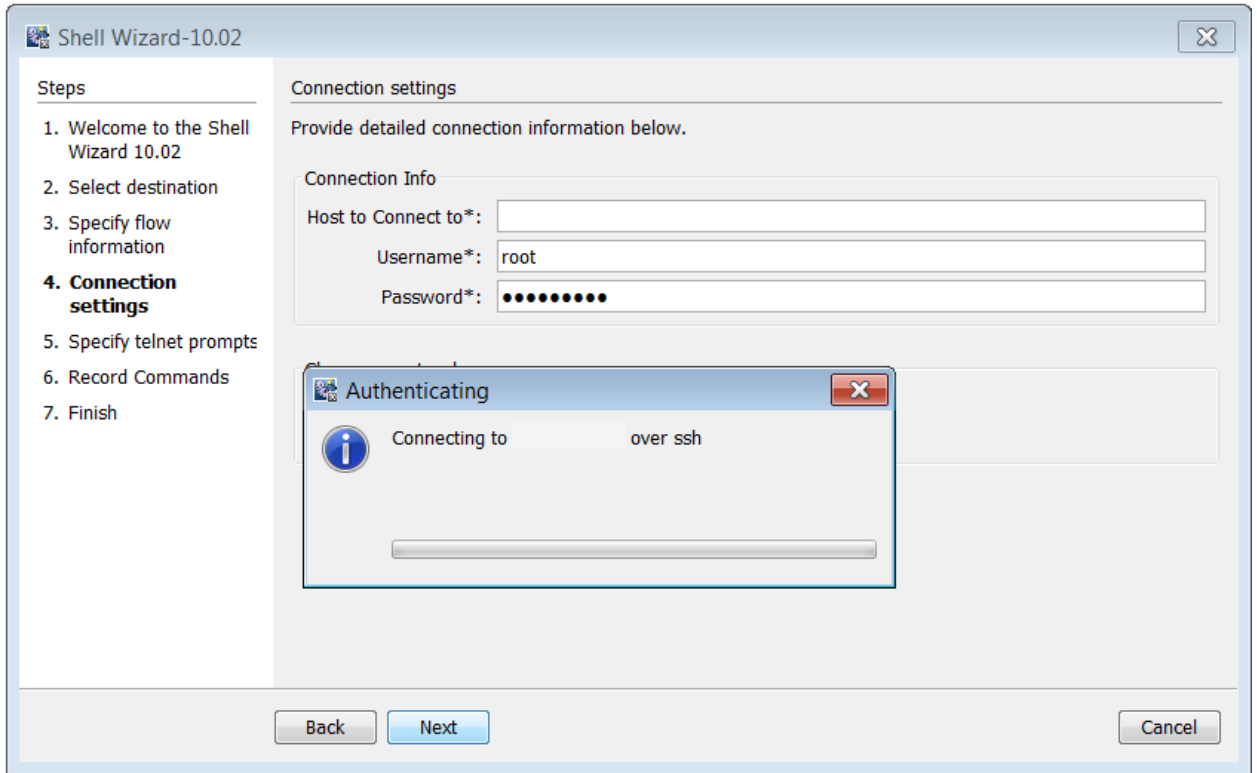 Shell Wizard-10.02
Steps
1. Welcome to the Shell
Wizard 10.02
2. Select destination
3. Specify flow
information
4. Connection
settings
5. Specify telnet prompts
6. Record Commands
7. Finish
Connection settings
Provide detailed connection information below.
Connection Info
Host to Connect to*:
Username*: root
Password*: •••••••••
Authenticating
Connecting to over ssh
Back Next Cancel